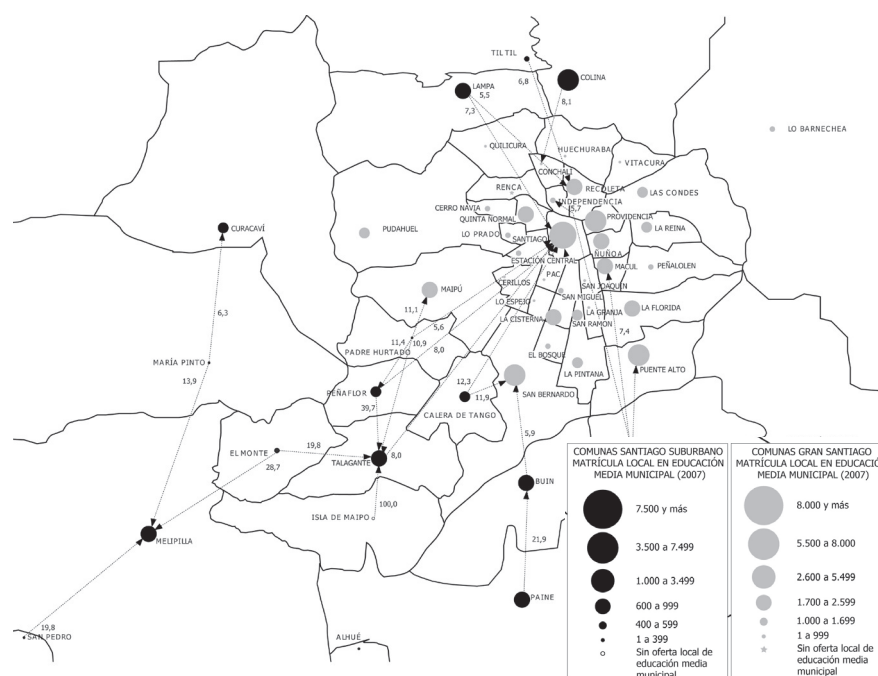 TIL TIL
COLINA
LAMPA
6,8
5,5
8,1
7,3
LO BARNECHEA
QUILICURA
HUECHURABA
VITACURA
CONCHALÍ
RENCA
RECOLETA
LAS CONDES
INDEPENDENCIA
5,7
CERRO NAVIA
QUINTA NORMAL
PROVIDENCIA
CURACAVÍ
PUDAHUEL
LO PRADO
SANTIAGO
LA REINA
ÑUÑOA
ESTACIÓN CENTRAL
MACUL
PEÑALOLEN
PAC
CERILLOS
SAN JOAQUÍN
MAIPÚ
SAN MIGUEL
LO ESPEJO
6,3
11,1
LA GRANJA
LA FLORIDA
LA CISTERNA
SAN RAMON
5,6
7,4
11,4
10,9
PADRE HURTADO
8,0
EL BOSQUE
MARÍA PINTO
LA PINTANA
PUENTE ALTO
13,9
12,3
PEÑAFLOR
11,9
SAN BERNARDO
39,7
CALERA DE TANGO
5,9
19,8
EL MONTE
8,0
TALAGANTE
28,7
BUIN
100,0
ISLA DE MAIPO
MELIPILLA
21,9
PAINE
19,8
SAN PEDRO
ALHUÉ
COMUNAS SANTIAGO SUBURBANO
MATRÍCULA LOCAL EN EDUCACIÓN
MEDIA MUNICIPAL (2007)
7.500 y más
3.500 a 7.499
1.000 a 3.499
600 a 999
400 a 599
1 a 399
Sin oferta local de
educación media
municipal
COMUNAS GRAN SANTIAGO
MATRÍCULA LOCAL EN EDUCACIÓ
MEDIA MUNICIPAL (2007)
8.000 y más
5.500 a 8.000
2.600 a 5.499
1.700 a 2.599
1.000 a 1.699
1 a 999
Sin oferta local de
educación media
municipal